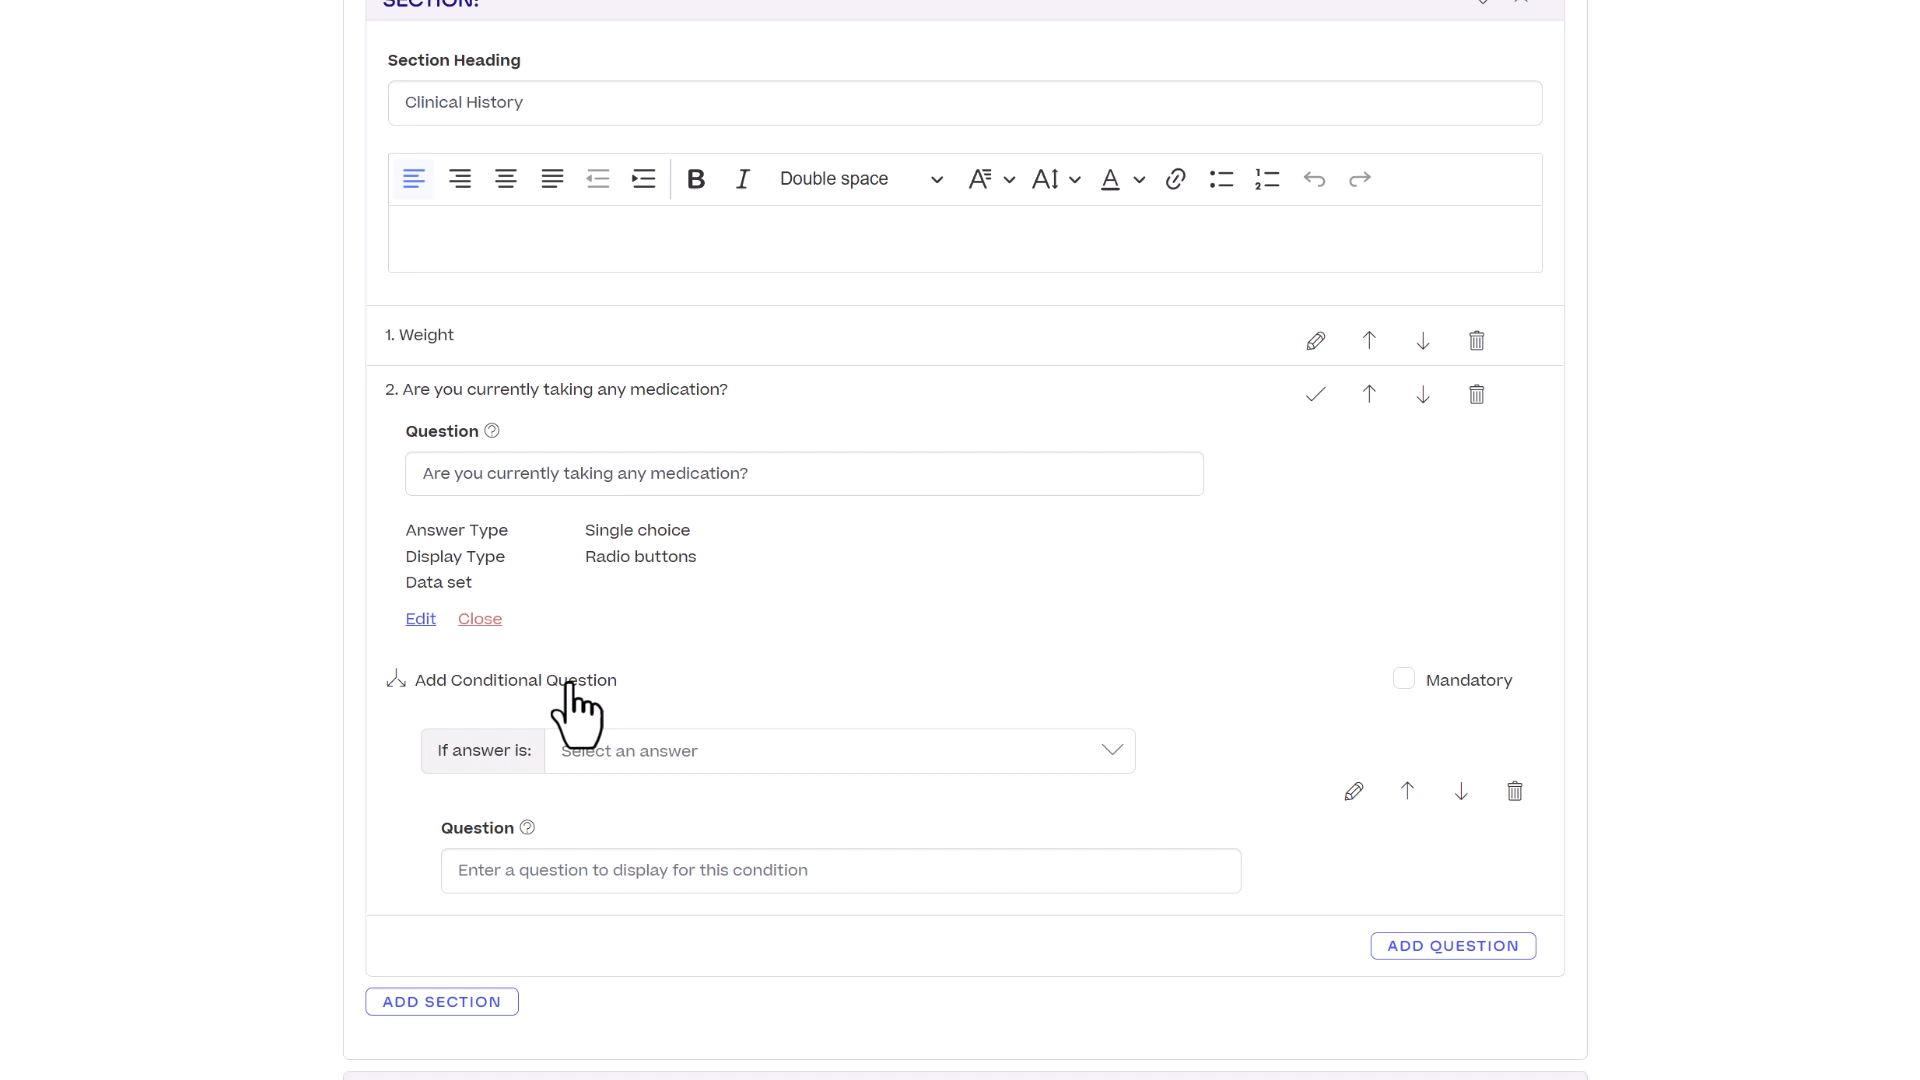 SECTION:
Section Heading
Clinical History
Double space
1. Weight
2. Are you currently taking any medication?
Question
Are you currently taking any medication?
Answer Type Single choice
Display Type Radio buttons
Data set
Edit Close
Add Conditional Question Mandatory
If answer is: Select an answer
Question
Enter a question to display for this condition
ADD QUESTION
ADD SECTION